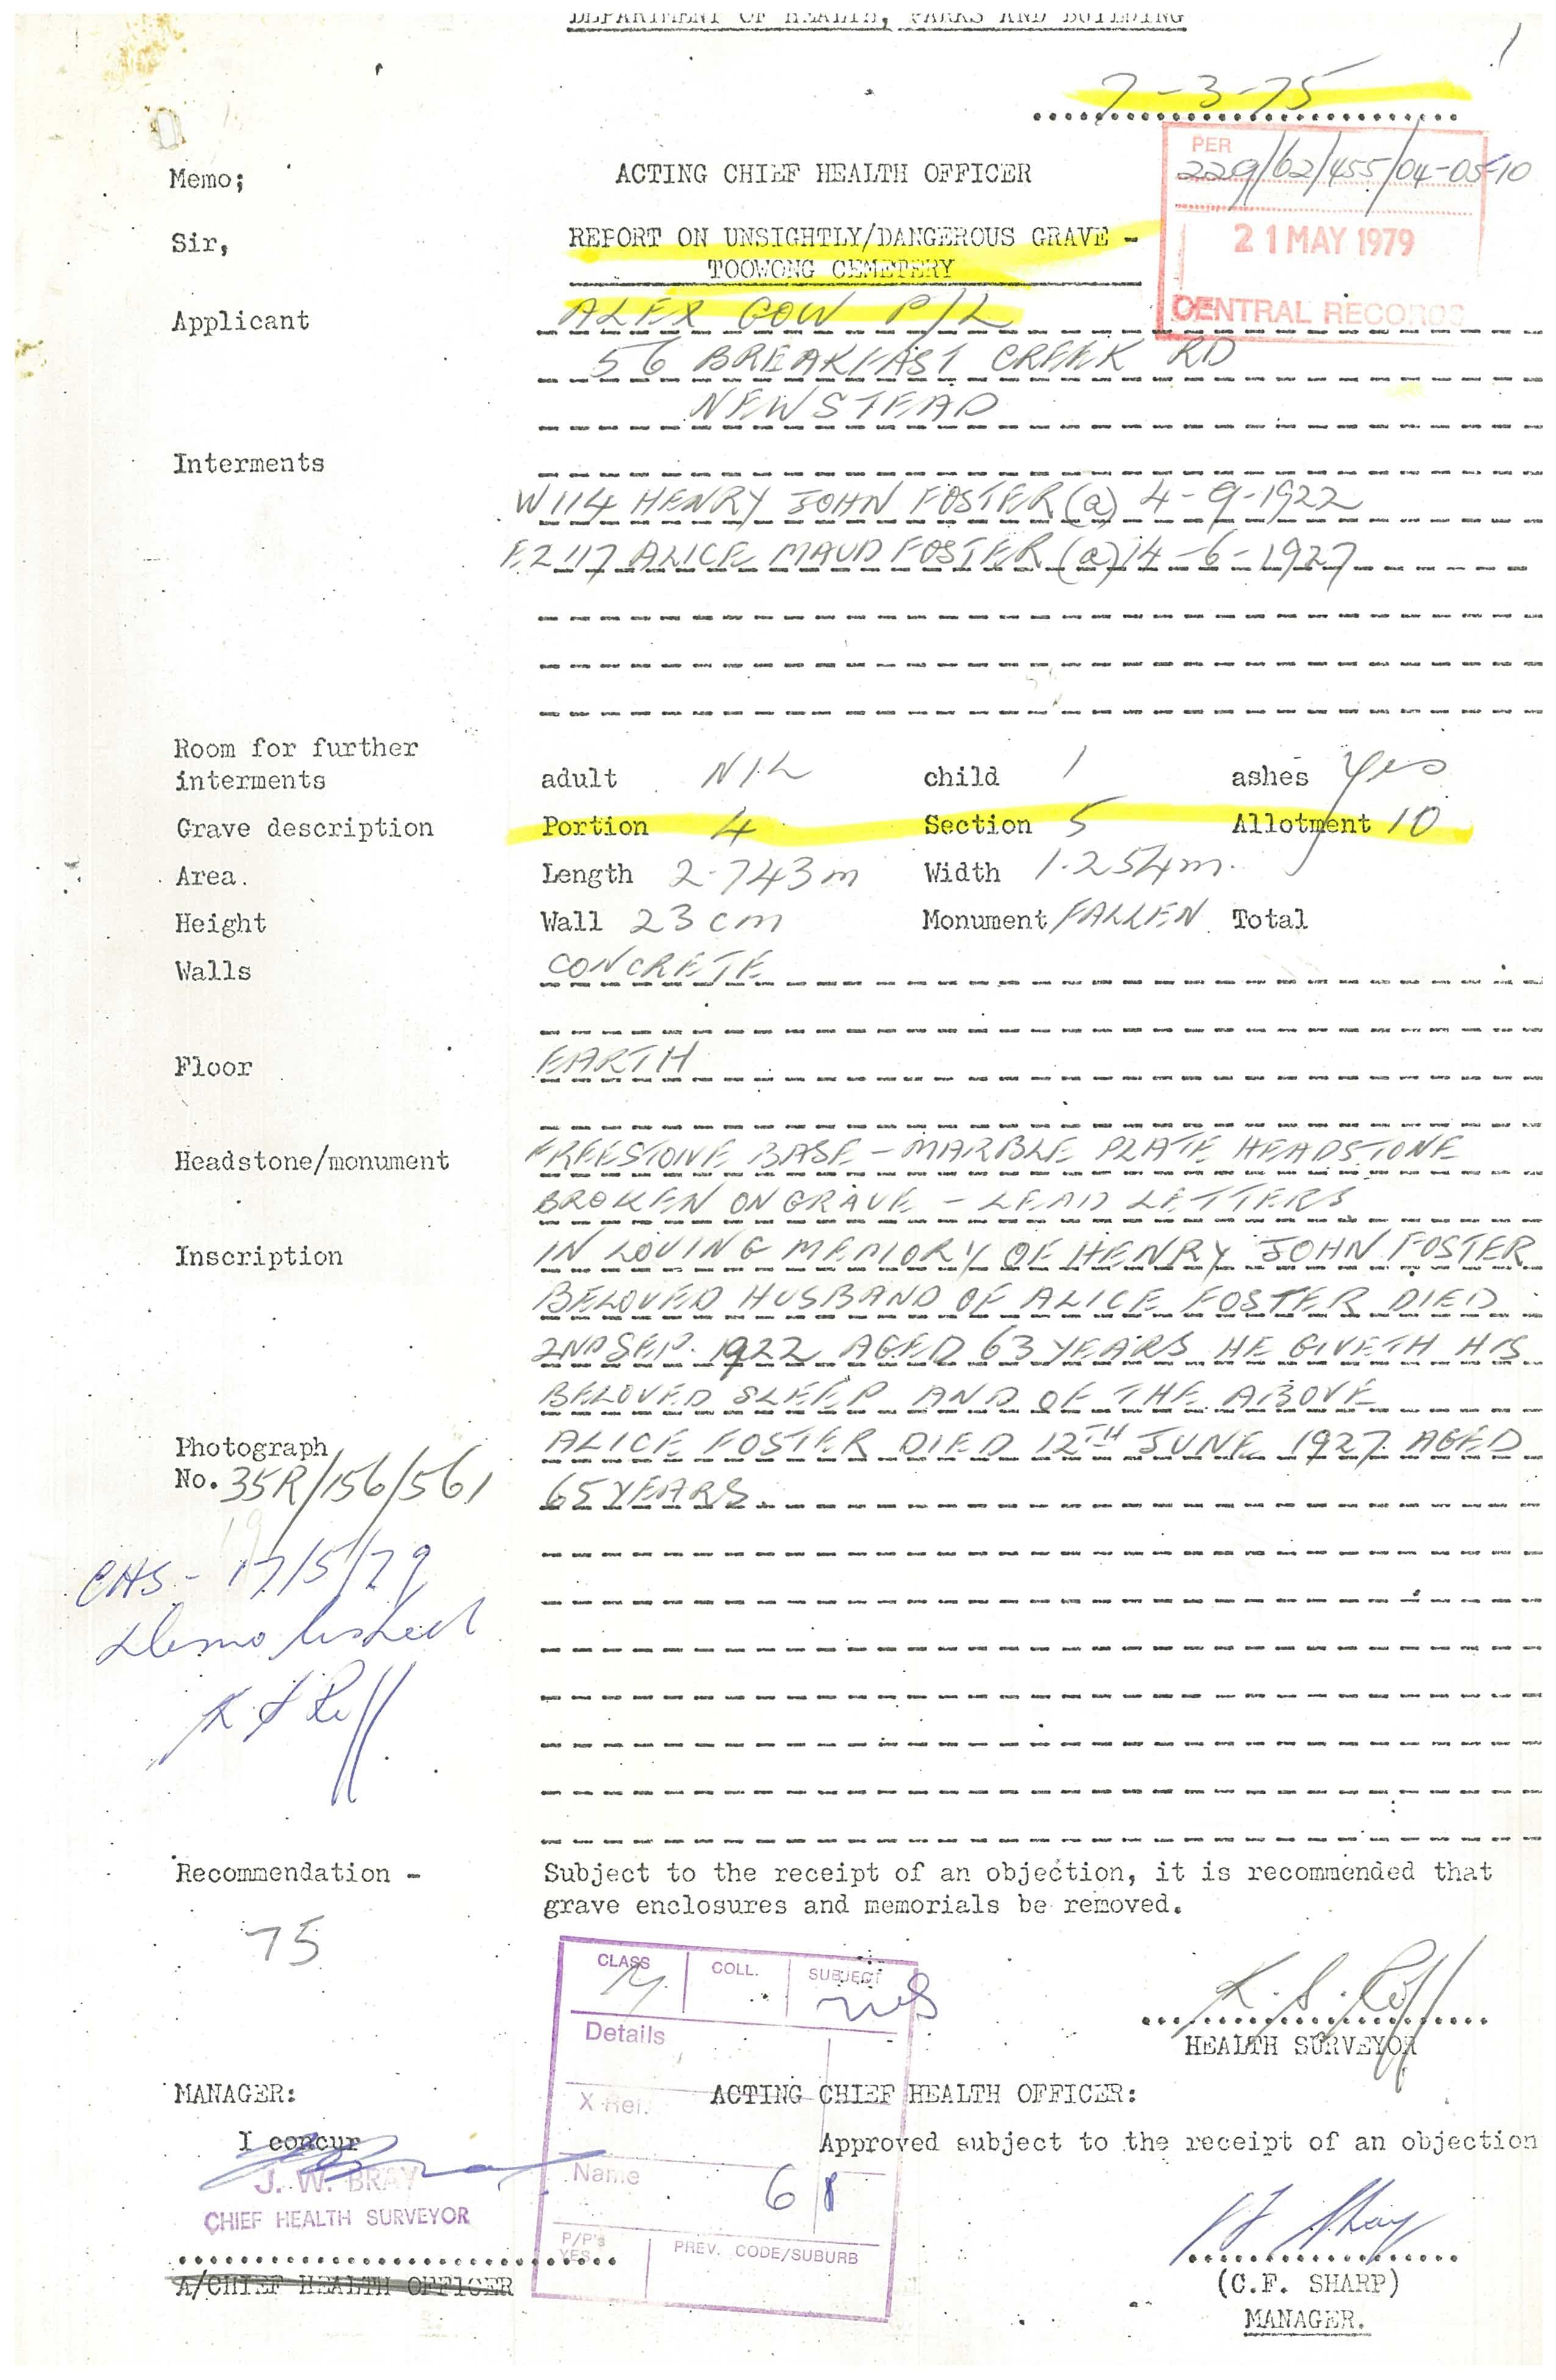 DEPARTMENT OF HEALTH, PARKS AND BUILDING
1
7-3-75
PER
229/62/455/04-05-10
21 MAY 1979
CENTRAL RECORDS
Memo; ACTING CHIEF HEALTH OFFICER
Sir, REPORT ON UNSIGHTLY/DANGEROUS GRAVE -
TOOWONG CEMETERY
Applicant ALEX GOW P/L
56 BREAKFAST CREEK RD
NEWSTEAD
Interments
W114 HENRY JOHN FOSTER (a) 4-9-1922
F2117 ALICE MAUD FOSTER (a) 14-6-1927
Room for further
interments adult NIL child 1 ashes Yes
Grave description Portion 4 Section 5 Allotment 10
Area. Length 2.743m Width 1.254m.
Height Wall 23cm Monument FALLEN Total
Walls CONCRETE
Floor EARTH
Headstone/monument FREESTONE BASE - MARBLE PLATE HEADSTONE
BROKEN ON GRAVE - LEAD LETTERS
Inscription IN LOVING MEMORY OF HENRY JOHN FOSTER
BELOVED HUSBAND OF ALICE FOSTER DIED
2ND SEP. 1922 AGED 63 YEARS HE GIVETH HIS
BELOVED SLEEP AND OF THE ABOVE
Photograph ALICE FOSTER DIED 12TH JUNE 1927 AGED
No. 35R/156/561 65 YEARS.
CHS - 17/5/79
Demolished
Recommendation - Subject to the receipt of an objection, it is recommended that
grave enclosures and memorials be removed.
75
CLASS COLL. SUBJECT
Details
X Ref.
Name
68
P/P's
YES
PREV. CODE/SUBURB
HEALTH SURVEYOR
MANAGER: ACTING CHIEF HEALTH OFFICER:
I concur Approved subject to the receipt of an objection
J. W. BRAY
CHIEF HEALTH SURVEYOR
A/CHIEF HEALTH OFFICER
(C.F. SHARP)
MANAGER.